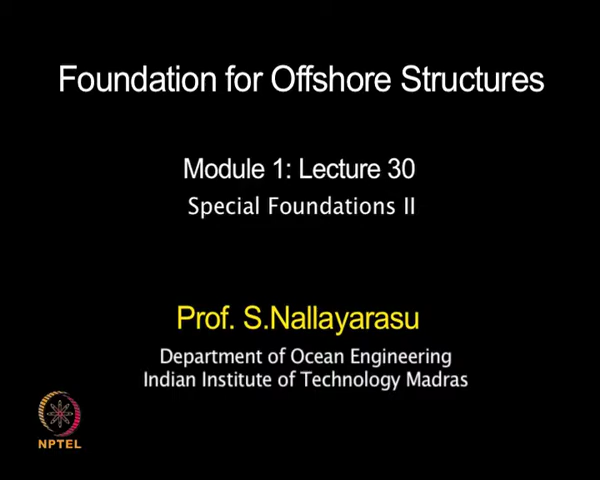 Foundation for Offshore Structures
Module 1: Lecture 30
Special Foundations II
Prof. S.Nallayarasu
Department of Ocean Engineering
Indian Institute of Technology Madras
NPTEL